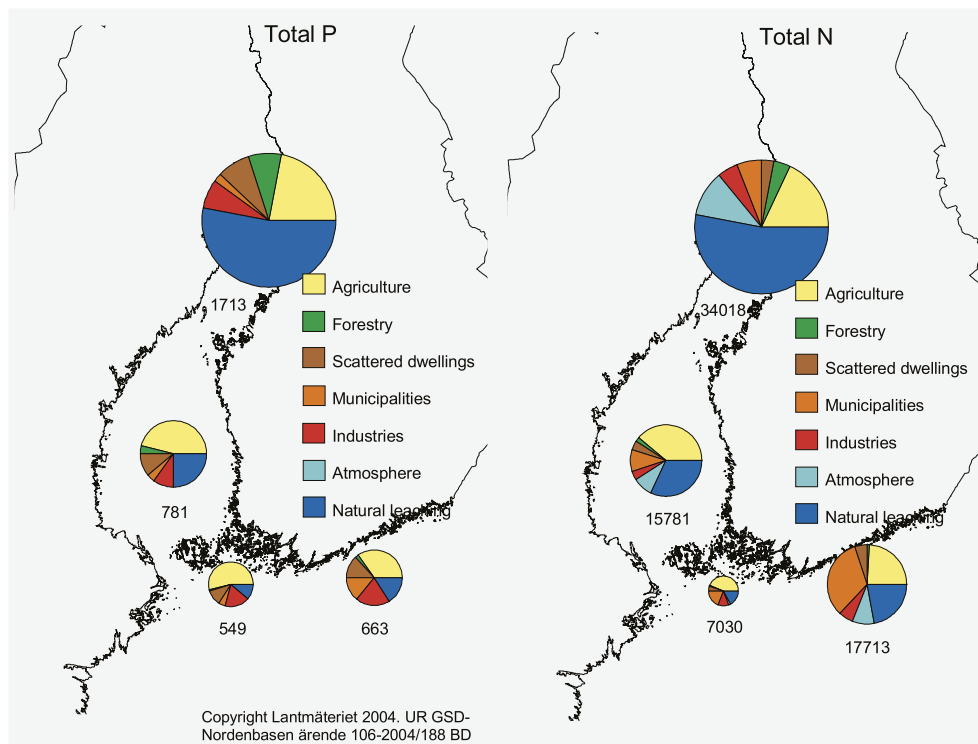 Total P
1713
Agriculture
Forestry
Scattered dwellings
Municipalities
Industries
Atmosphere
Natural leaching
781
549
663
Copyright Lantmäteriet 2004. UR GSD-
Nordenbasen ärende 106-2004/188 BD
Total N
34018
Agriculture
Forestry
Scattered dwellings
Municipalities
Industries
Atmosphere
Natural leaching
15781
7030
17713